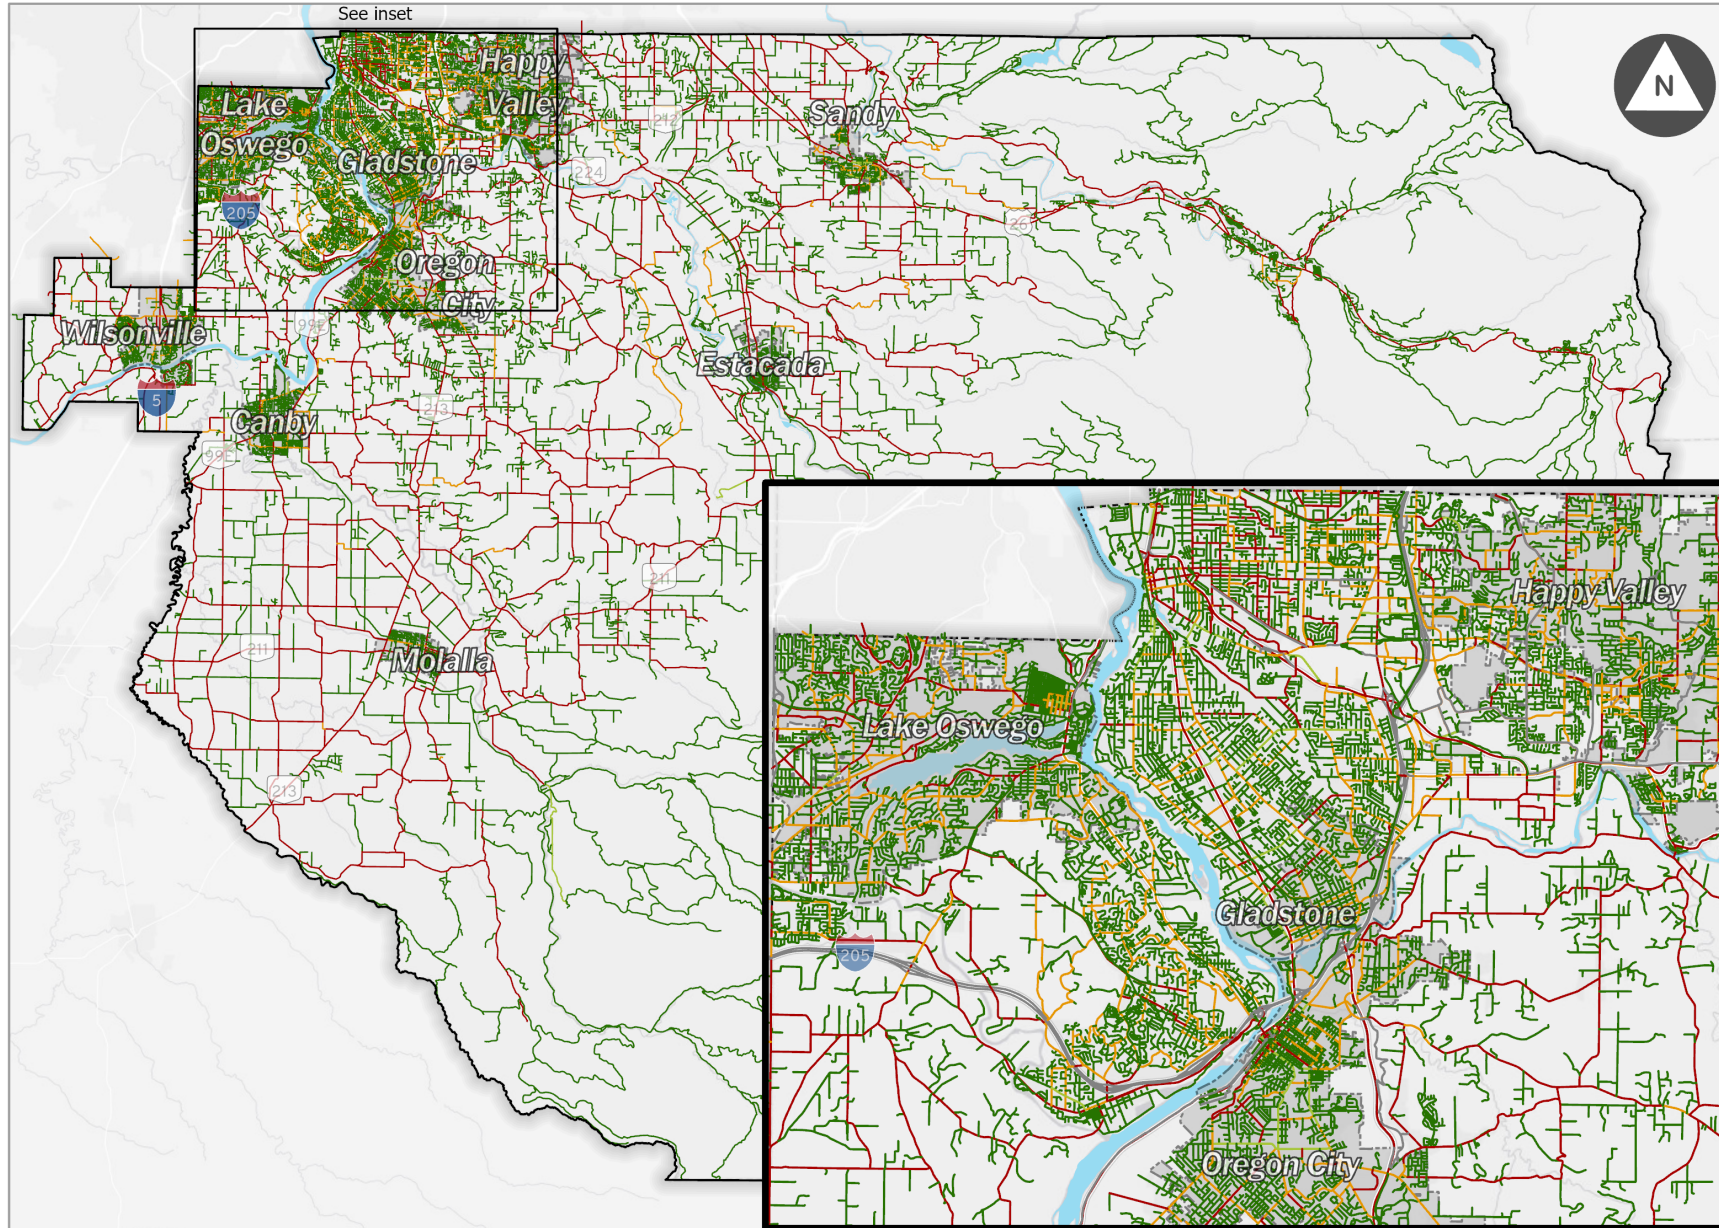 See inset
N
Happy
Valley
Lake
Oswego
Gladstone
Sandy
212
224
205
26
Oregon
City
99E
Wilsonville
5
Estacada
Canby
213
99E
211
211
Molalla
213
Happy Valley
Lake Oswego
Gladstone
205
Oregon City